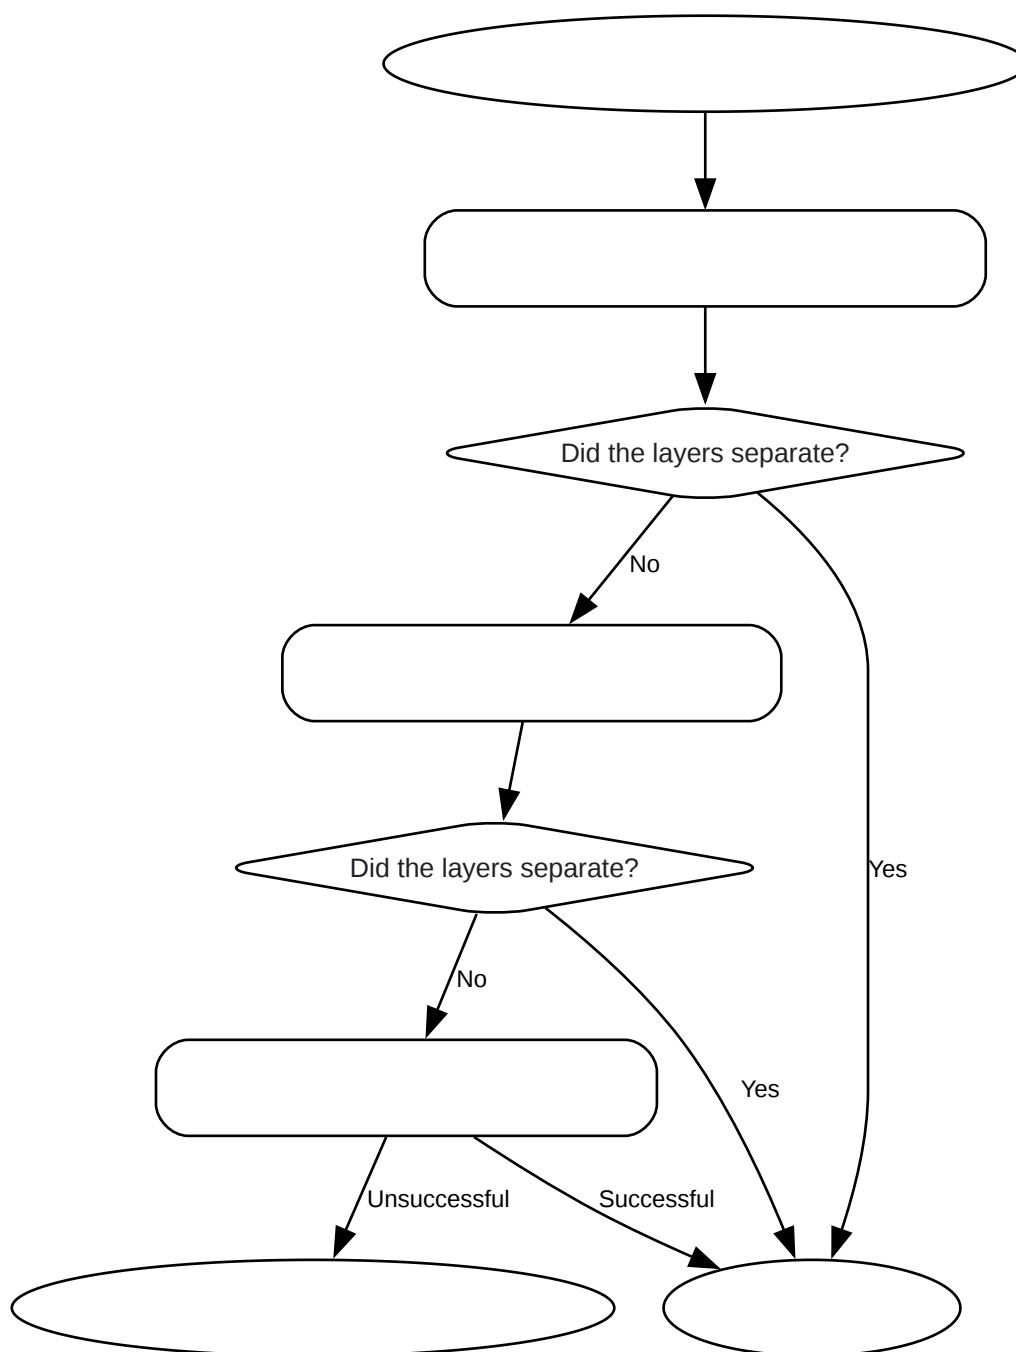 Did the layers separate?
No
Did the layers separate?
Yes
No
Yes
Unsuccessful
Successful